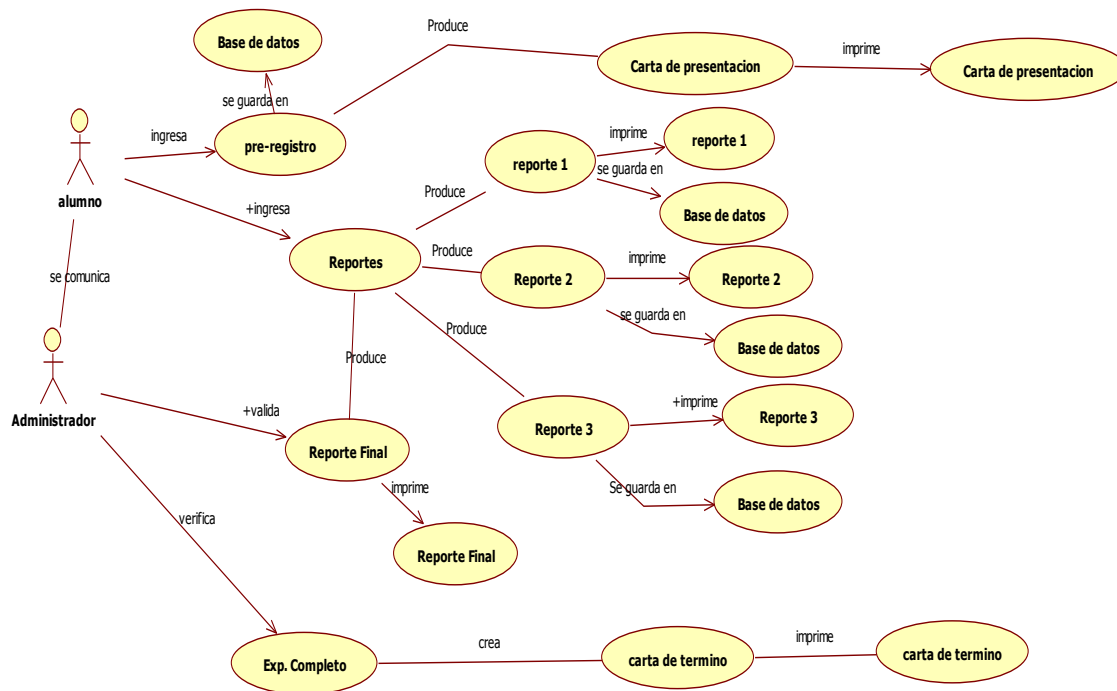 Produce
Base de datos
imprime
Carta de presentacion
Carta de presentacion
se guarda en
ingresa
pre-registro
imprime
reporte 1
reporte 1
se guarda en
Produce
alumno
+ingresa
Base de datos
Produce
Reportes
imprime
Reporte 2
Reporte 2
se comunica
se guarda en
Produce
Base de datos
Produce
+imprime
Administrador
+valida
Reporte 3
Reporte 3
Reporte Final
imprime
Se guarda en
Base de datos
verifica
Reporte Final
crea
imprime
Exp. Completo
carta de termino
carta de termino